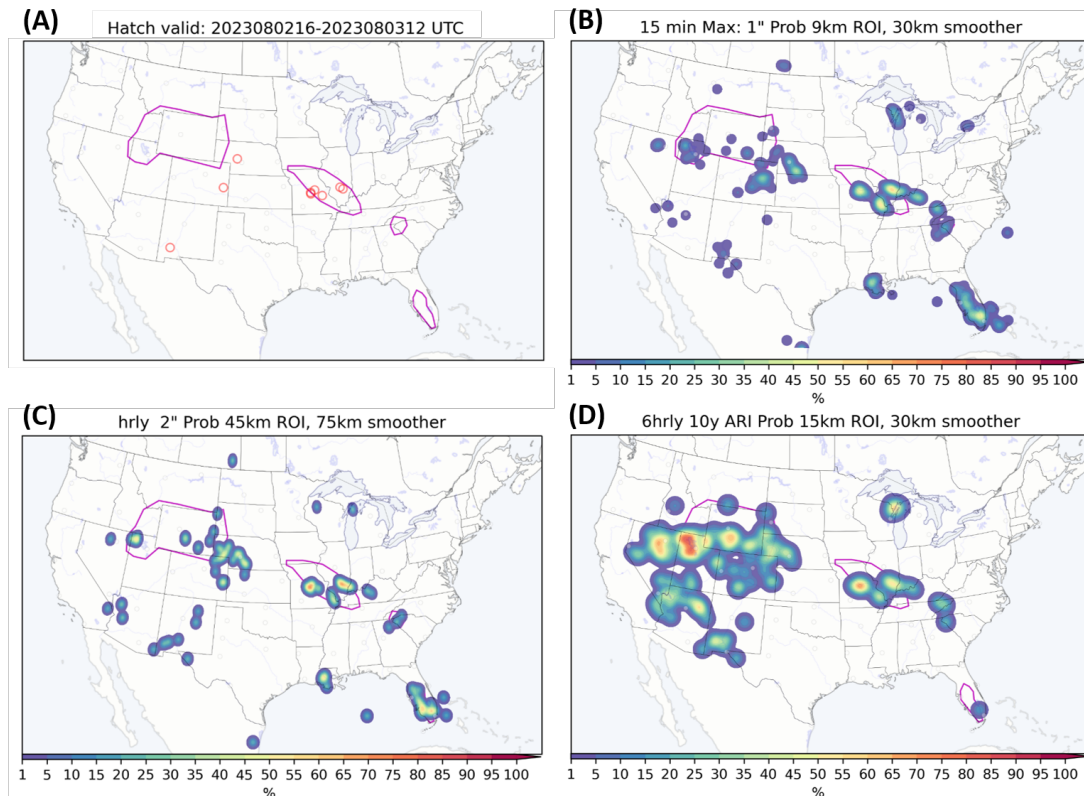 (A)
Hatch valid: 2023080216-2023080312 UTC
(B)
15 min Max: 1" Prob 9km ROI, 30km smoother
1 5 10 15 20 25 30 35 40 45 50 55 60 65 70 75 80 85 90 95 100
%
(C)
hrly 2" Prob 45km ROI, 75km smoother
1 5 10 15 20 25 30 35 40 45 50 55 60 65 70 75 80 85 90 95 100
%
(D)
6hrly 10y ARI Prob 15km ROI, 30km smoother
1 5 10 15 20 25 30 35 40 45 50 55 60 65 70 75 80 85 90 95 100
%